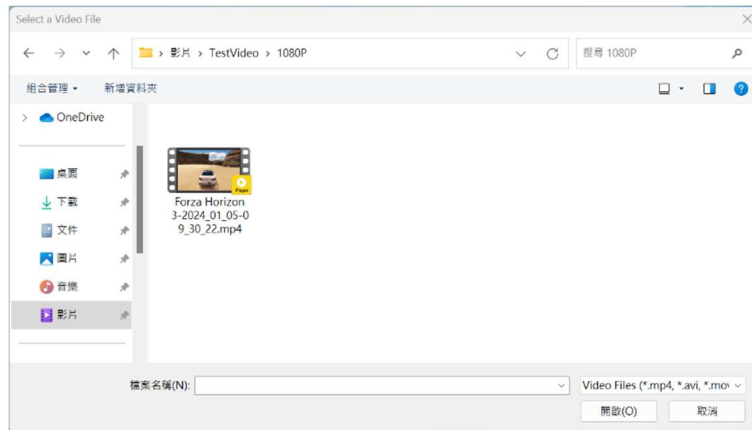 Select a Video File
影片 > TestVideo > 1080P
搜尋 1080P
組合管理 新增資料夾
OneDrive
桌面
下載
文件
圖片
音樂
影片
Player
Forza Horizon
3-2024_01_05-0
9_30_22.mp4
檔案名稱(N):
Video Files (*.mp4, *.avi, *.mov
開啟(O) 取消